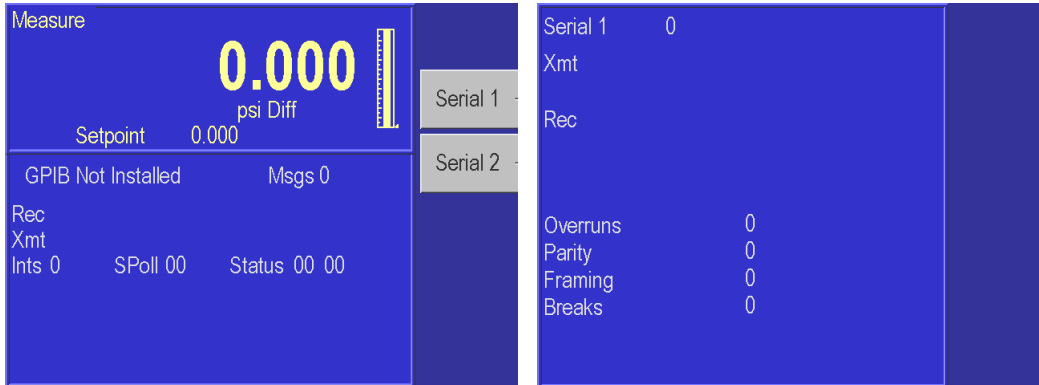 Measure
0.000
psi Diff
Setpoint 0.000
GPIB Not Installed Msgs 0
Rec
Xmt
Ints 0 SPoll 00 Status 00 00
Serial 1
Serial 2
Serial 1 0
Xmt
Rec
Overruns 0
Parity 0
Framing 0
Breaks 0